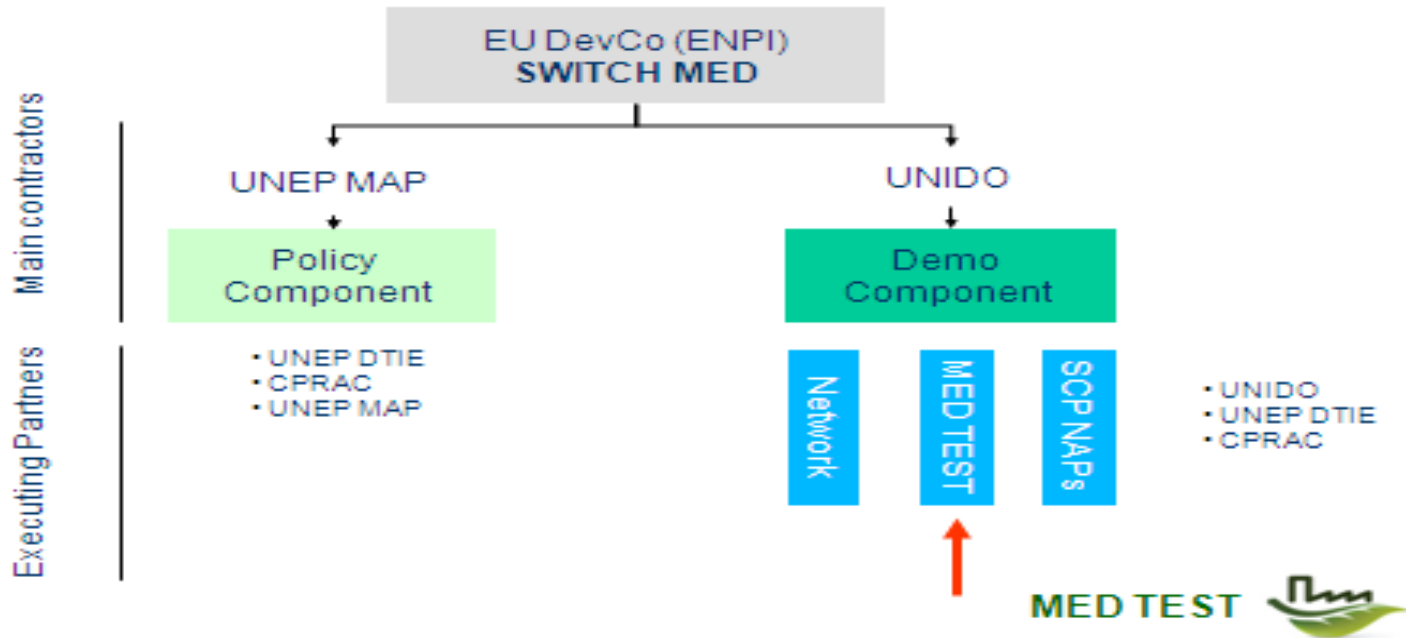 EU DevCo (ENPI)
SWITCH MED
Main contractors
UNEP MAP
UNIDO
Policy
Component
Demo
Component
Executing Partners
• UNEP DTIE
• CPRAC
• UNEP MAP
Network
MED TEST
SCP NAPs
• UNIDO
• UNEP DTIE
• CPRAC
MED TEST